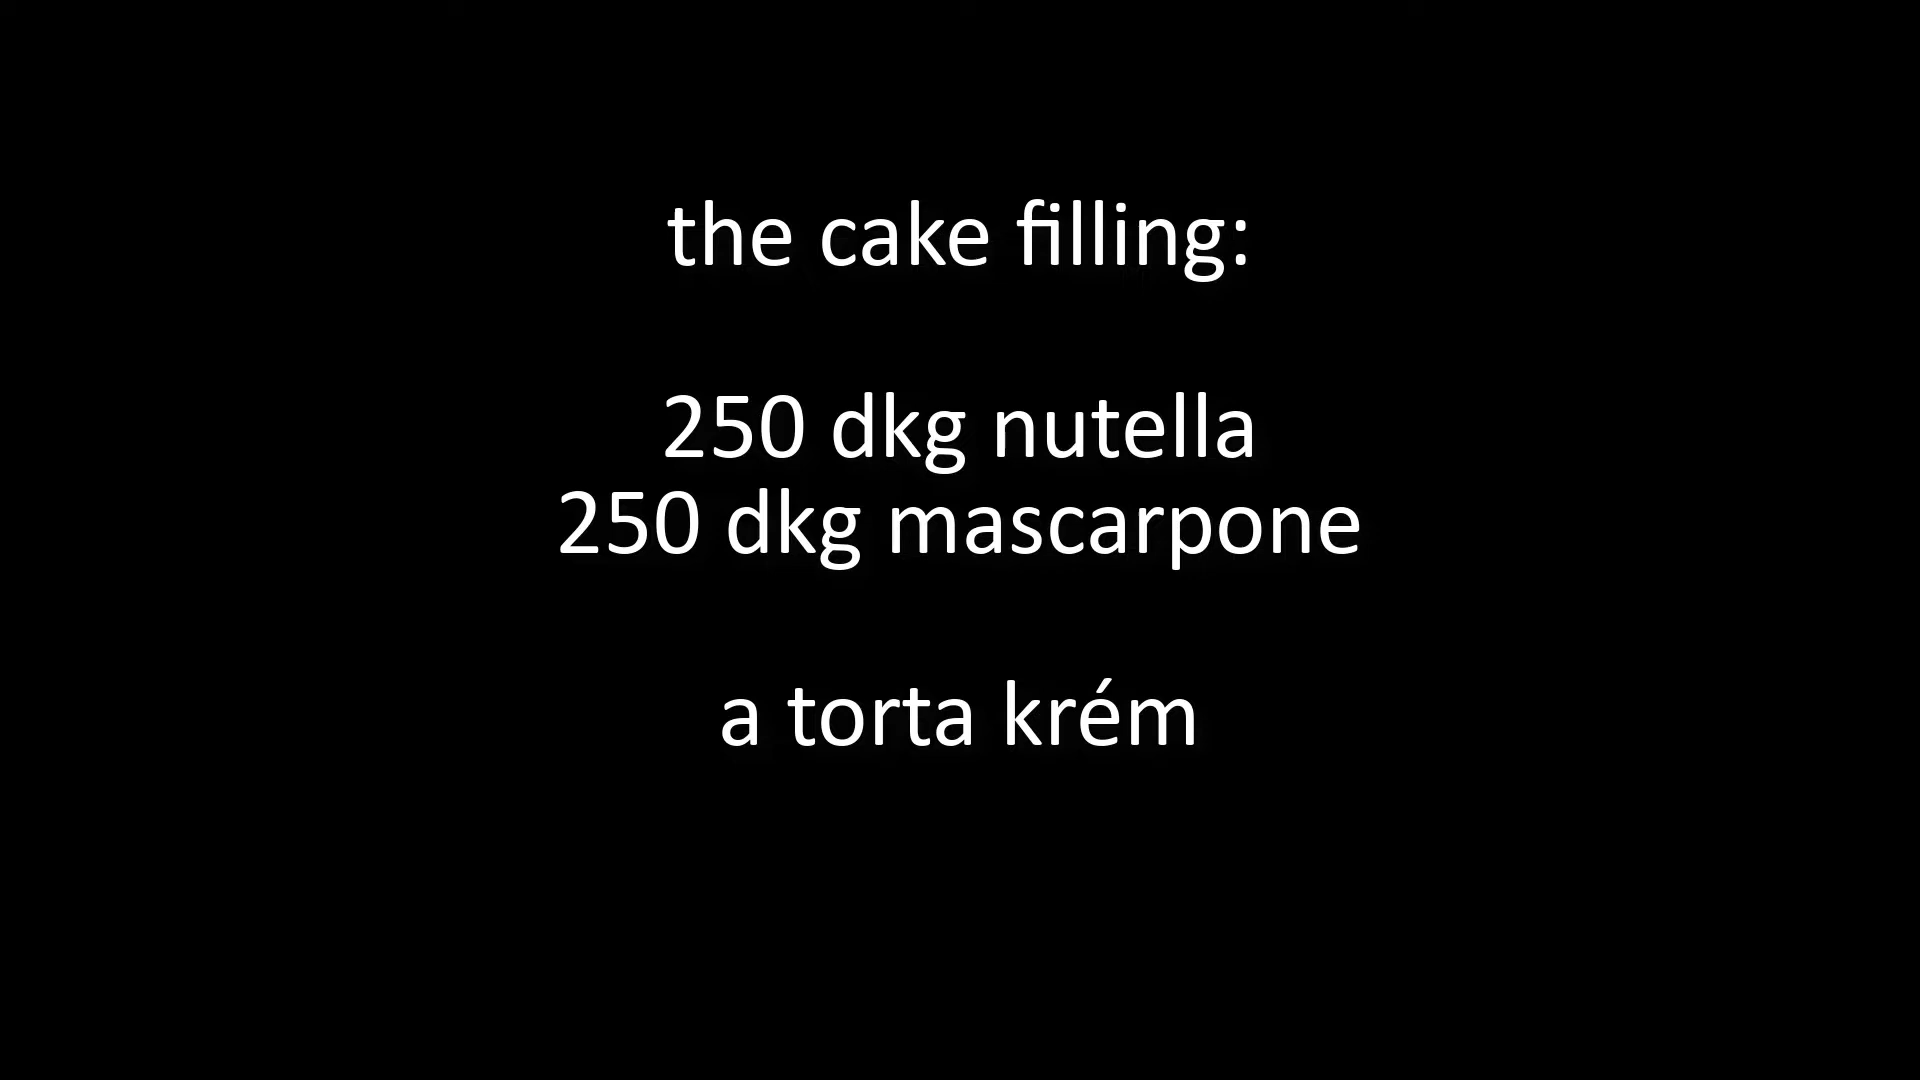 the cake filling:
250 dkg nutella
250 dkg mascarpone
a torta krém